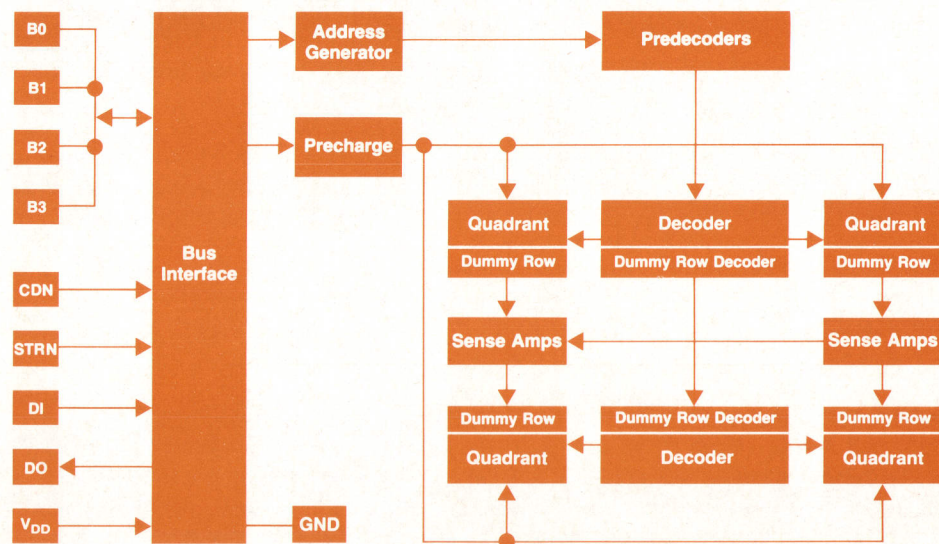 B0
B1
B2
B3
CDN
STRN
DI
DO
VDD
Bus
Interface
Address
Generator
Predecoders
Precharge
GND
Quadrant
Dummy Row
Decoder
Dummy Row Decoder
Quadrant
Dummy Row
Sense Amps
Sense Amps
Dummy Row
Quadrant
Dummy Row Decoder
Decoder
Dummy Row
Quadrant